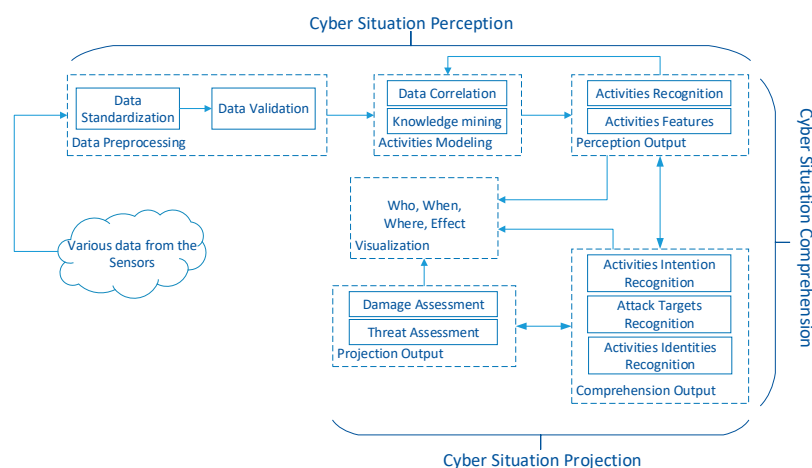 Cyber Situation Perception
Data
Standardization
Data Validation
Data Preprocessing
Data Correlation
Knowledge mining
Activities Modeling
Activities Recognition
Activities Features
Perception Output
Cyber Situation Comprehension
Who, When,
Where, Effect
Visualization
Various data from the
Sensors
Activities Intention
Recognition
Attack Targets
Recognition
Activities Identities
Recognition
Comprehension Output
Damage Assessment
Threat Assessment
Projection Output
Cyber Situation Projection